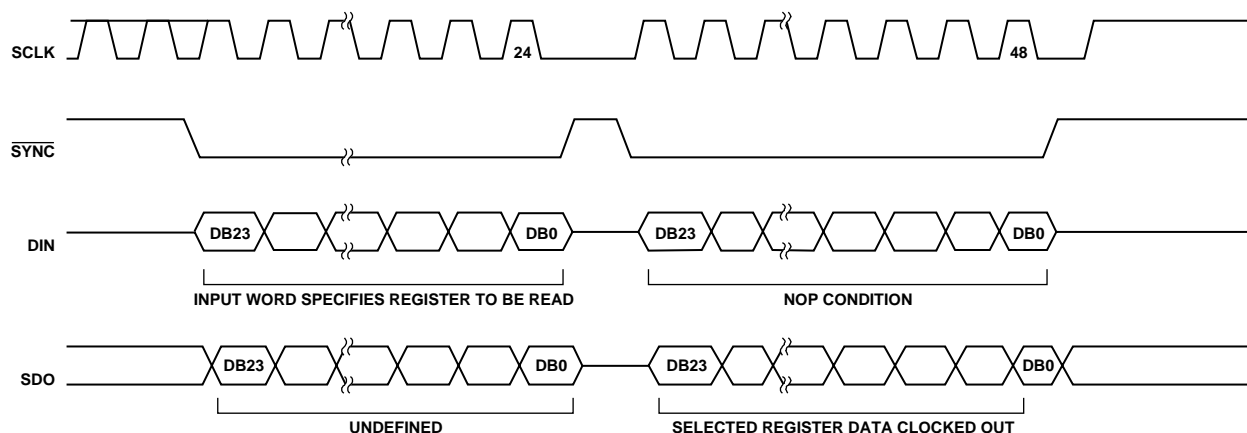 SCLK
24
48
SYNC
DIN
DB23
DB0
DB23
DB0
INPUT WORD SPECIFIES REGISTER TO BE READ
NOP CONDITION
SDO
DB23
DB0
DB23
DB0
UNDEFINED
SELECTED REGISTER DATA CLOCKED OUT